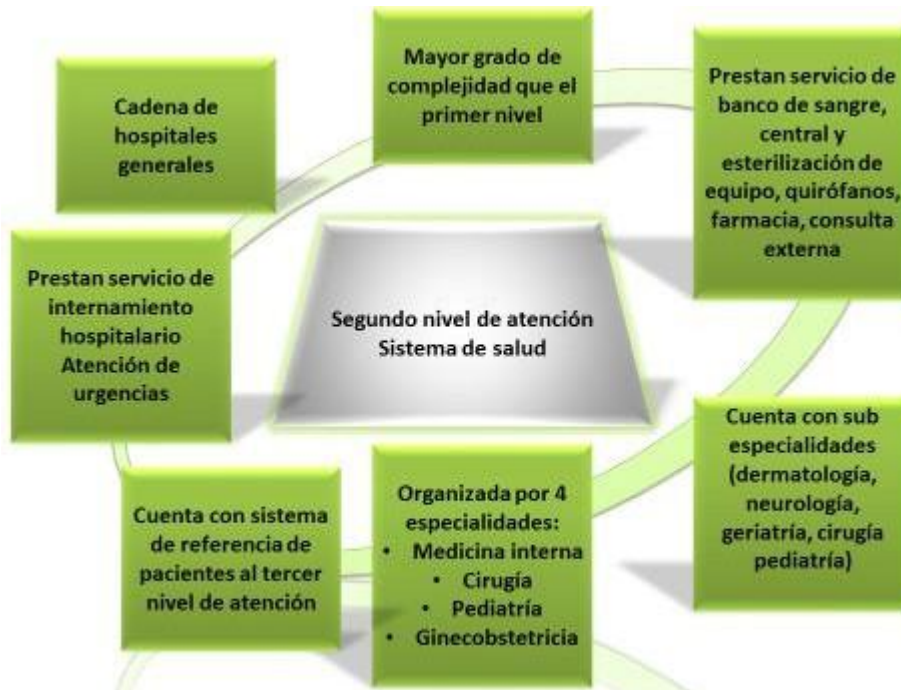 Cadena de
hospitales
generales
Mayor grado de
complejidad que el
primer nivel
Prestan servicio de
banco de sangre,
central y
esterilización de
equipo, quirófanos,
farmacia, consulta
externa
Prestan servicio de
internamiento
hospitalario
Atención de
urgencias
Segundo nivel de atención
Sistema de salud
Cuenta con sub
especialidades
(dermatología,
neurología,
geriatría, cirugía
pediatría)
Cuenta con sistema
de referencia de
pacientes al tercer
nivel de atención
Organizada por 4
especialidades:
• Medicina interna
• Cirugía
• Pediatría
• Ginecobstetricia